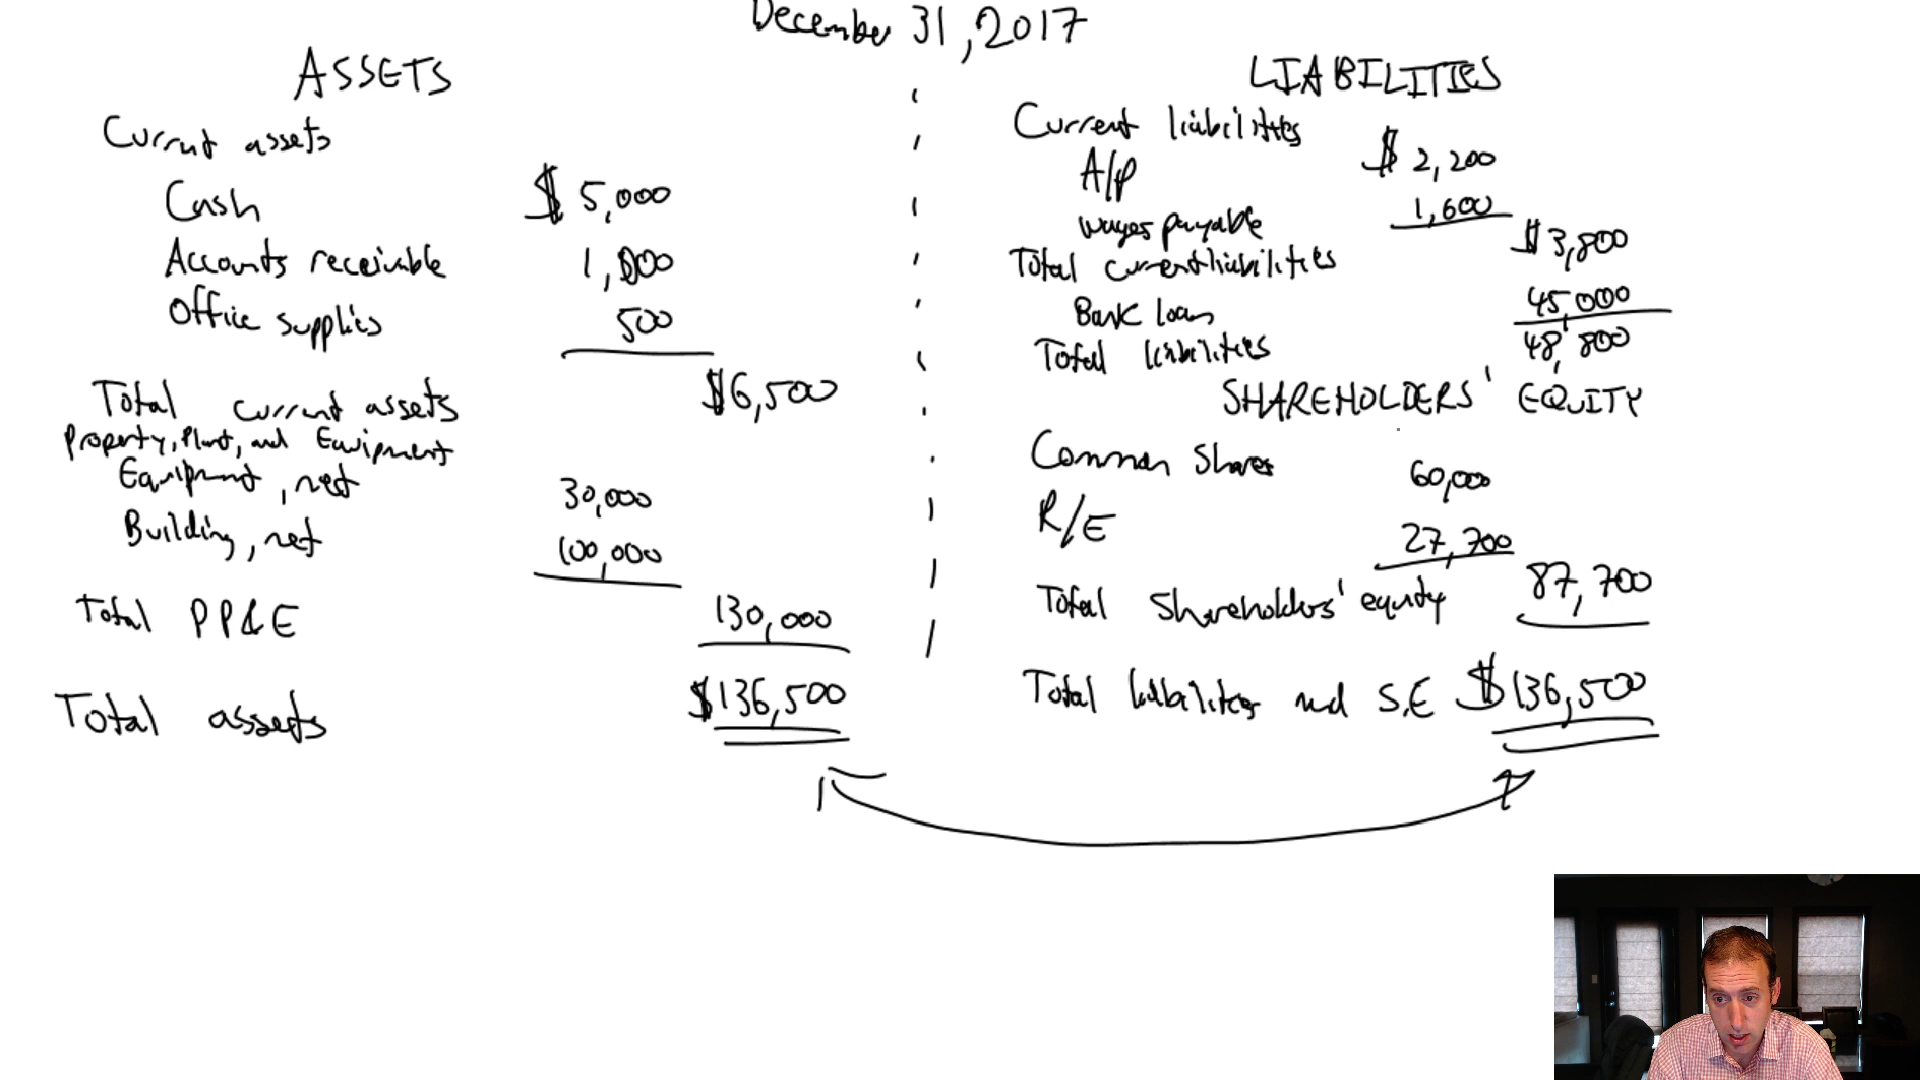 December 31, 2017
ASSETS
Current assets
Cash $ 5,000
Accounts receivable 1,000
Office supplies 500
Total current assets $6,500
Property, Plant, and Equipment
Equipment, net 30,000
Building, net 100,000
Total PP&E 130,000
Total assets $136,500
LIABILITIES
Current liabilities
A/P $ 2,200
Wages payable 1,600
Total current liabilities $3,800
Bank loan 45,000
Total liabilities 48,800
SHAREHOLDERS' EQUITY
Common Shares 60,000
R/E 27,700
Total Shareholders' equity 87,700
Total liabilities and S.E $136,500